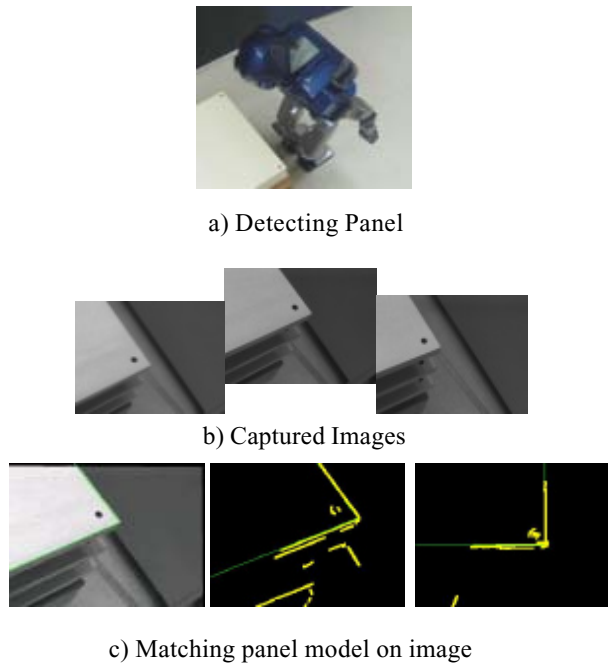 a) Detecting Panel
b) Captured Images
c) Matching panel model on image